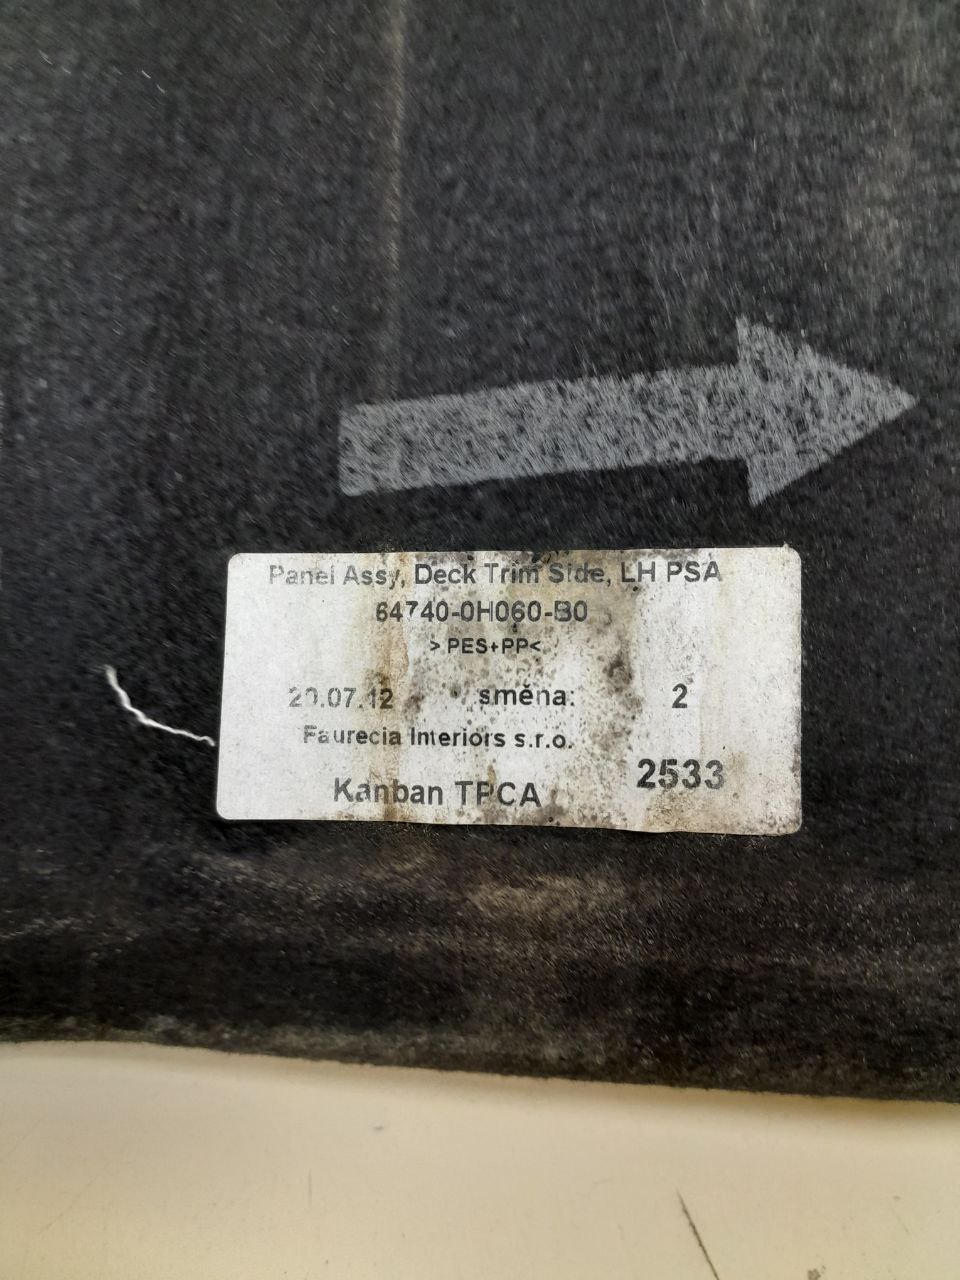 Panel Assy, Deck Trim Side, LH PSA
64740-0H060-B0
>PES+PP<
20.07.12 směna: 2
Faurecia Interiors s.r.o.
2533
Kanban TPCA